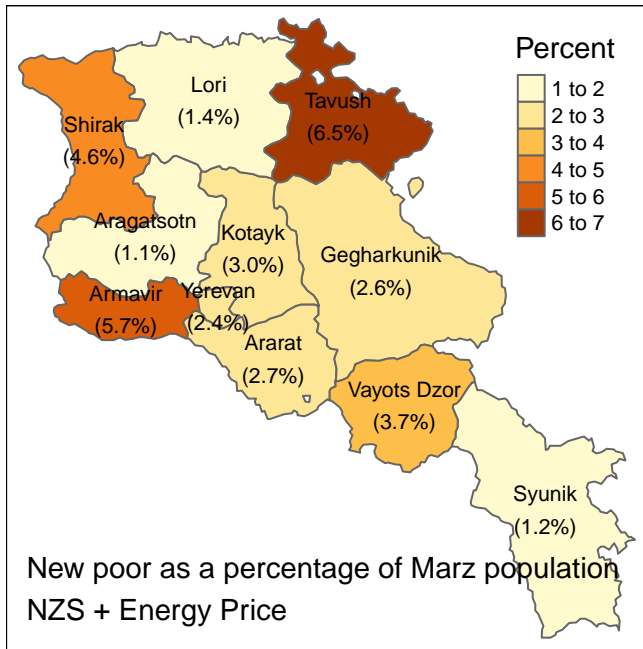 Percent
1 to 2
2 to 3
3 to 4
4 to 5
5 to 6
6 to 7
Lori
(1.4%)
Tavush
(6.5%)
Shirak
(4.6%)
Aragatsotn
(1.1%)
Kotayk
(3.0%)
Gegharkunik
(2.6%)
Armavir
(5.7%)
Yerevan
(2.4%)
Ararat
(2.7%)
Vayots Dzor
(3.7%)
Syunik
(1.2%)
New poor as a percentage of Marz population
NZS + Energy Price